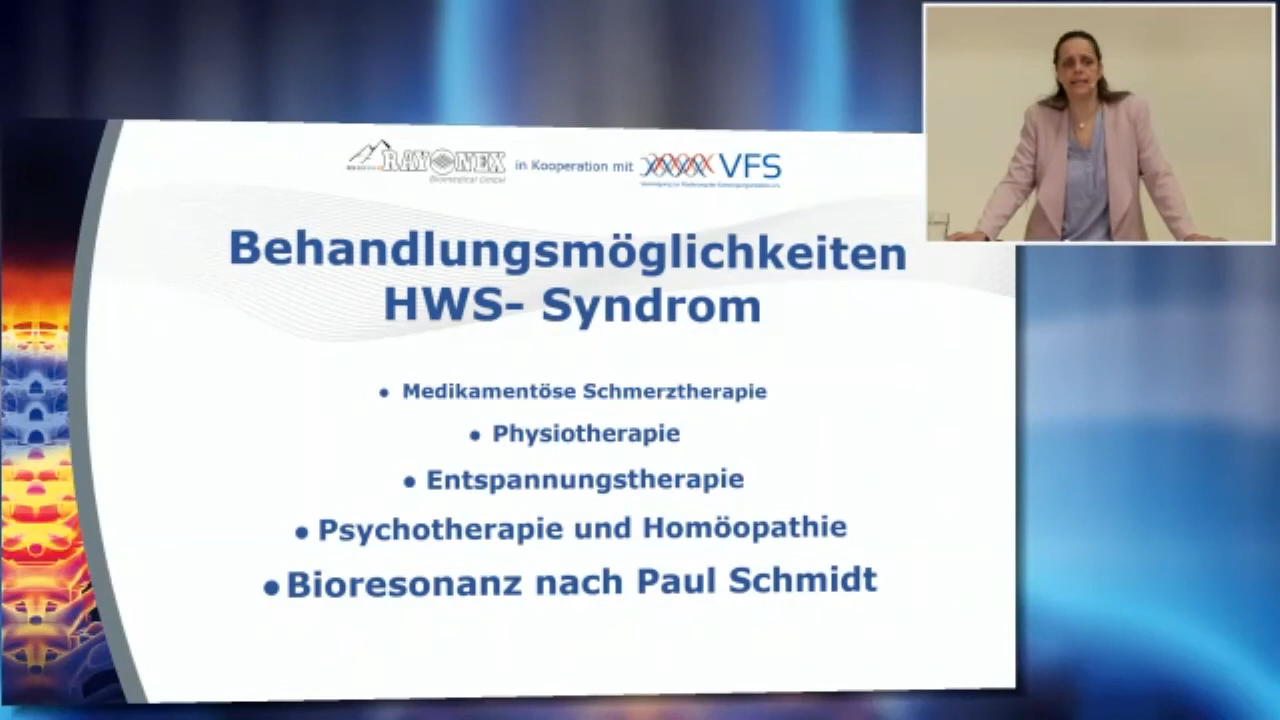 RAYONEX
Biomedical GmbH
in Kooperation mit
VFS
Behandlungsmöglichkeiten
HWS- Syndrom
• Medikamentöse Schmerztherapie
• Physiotherapie
• Entspannungstherapie
• Psychotherapie und Homöopathie
• Bioresonanz nach Paul Schmidt